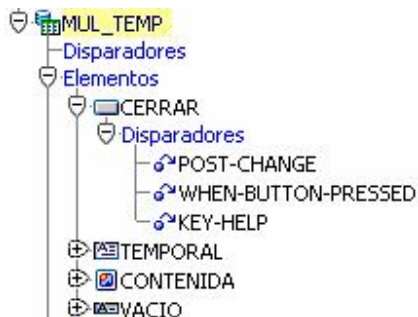 MUL_TEMP
Disparadores
Elementos
CERRAR
Disparadores
POST-CHANGE
WHEN-BUTTON-PRESSED
KEY-HELP
TEMPORAL
CONTENIDA
VACIO